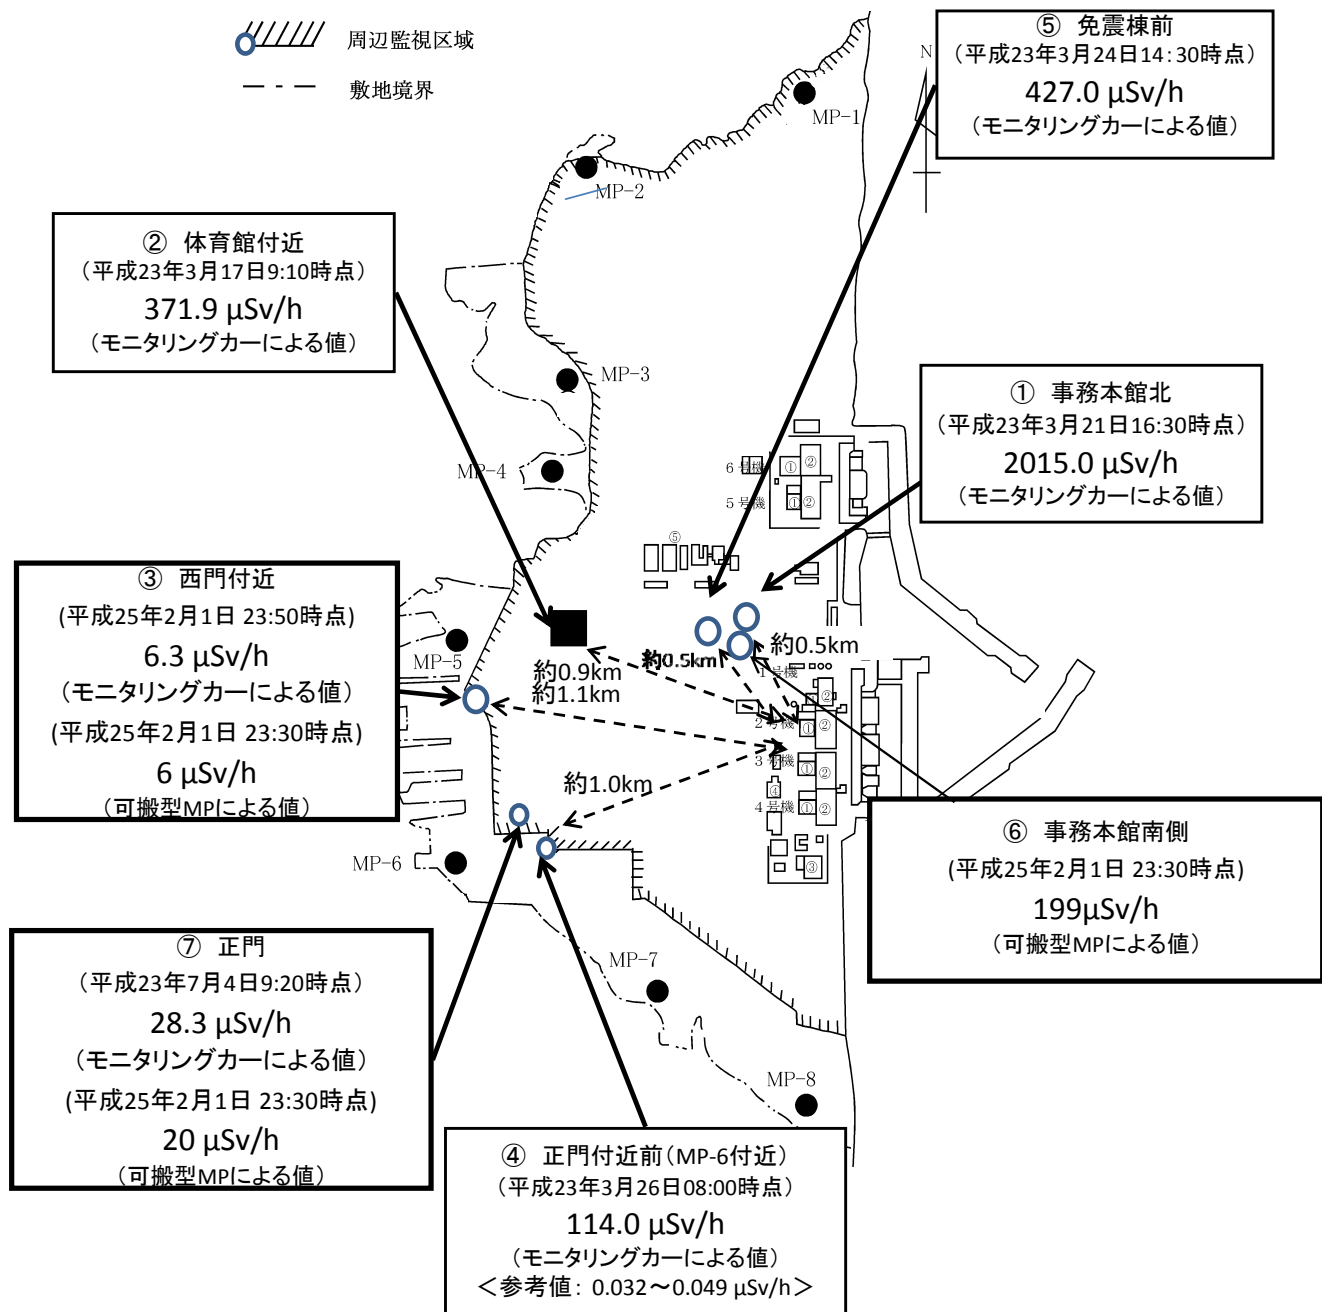 周辺監視区域
敷地境界
⑤ 免震棟前
（平成23年3月24日14:30時点）
427.0 μSv/h
（モニタリングカーによる値）
N
MP-1
MP-2
② 体育館付近
（平成23年3月17日9:10時点）
371.9 μSv/h
（モニタリングカーによる値）
MP-3
① 事務本館北
（平成23年3月21日16:30時点）
2015.0 μSv/h
（モニタリングカーによる値）
MP-4
6号機
① ②
5号機
① ②
⑤
③ 西門付近
(平成25年2月1日 23:50時点)
6.3 μSv/h
（モニタリングカーによる値）
(平成25年2月1日 23:30時点)
6 μSv/h
（可搬型MPによる値）
MP-5
約0.9km
約1.1km
約0.5km
約0.5km
1号機
②
2号機
① ②
3号機
① ②
約1.0km
④
4号機
① ②
③
MP-6
⑥ 事務本館南側
(平成25年2月1日 23:30時点)
199μSv/h
（可搬型MPによる値）
⑦ 正門
（平成23年7月4日9:20時点）
28.3 μSv/h
（モニタリングカーによる値）
(平成25年2月1日 23:30時点)
20 μSv/h
（可搬型MPによる値）
MP-7
MP-8
④ 正門付近前（MP-6付近）
（平成23年3月26日08:00時点）
114.0 μSv/h
（モニタリングカーによる値）
＜参考値： 0.032～0.049 μSv/h＞